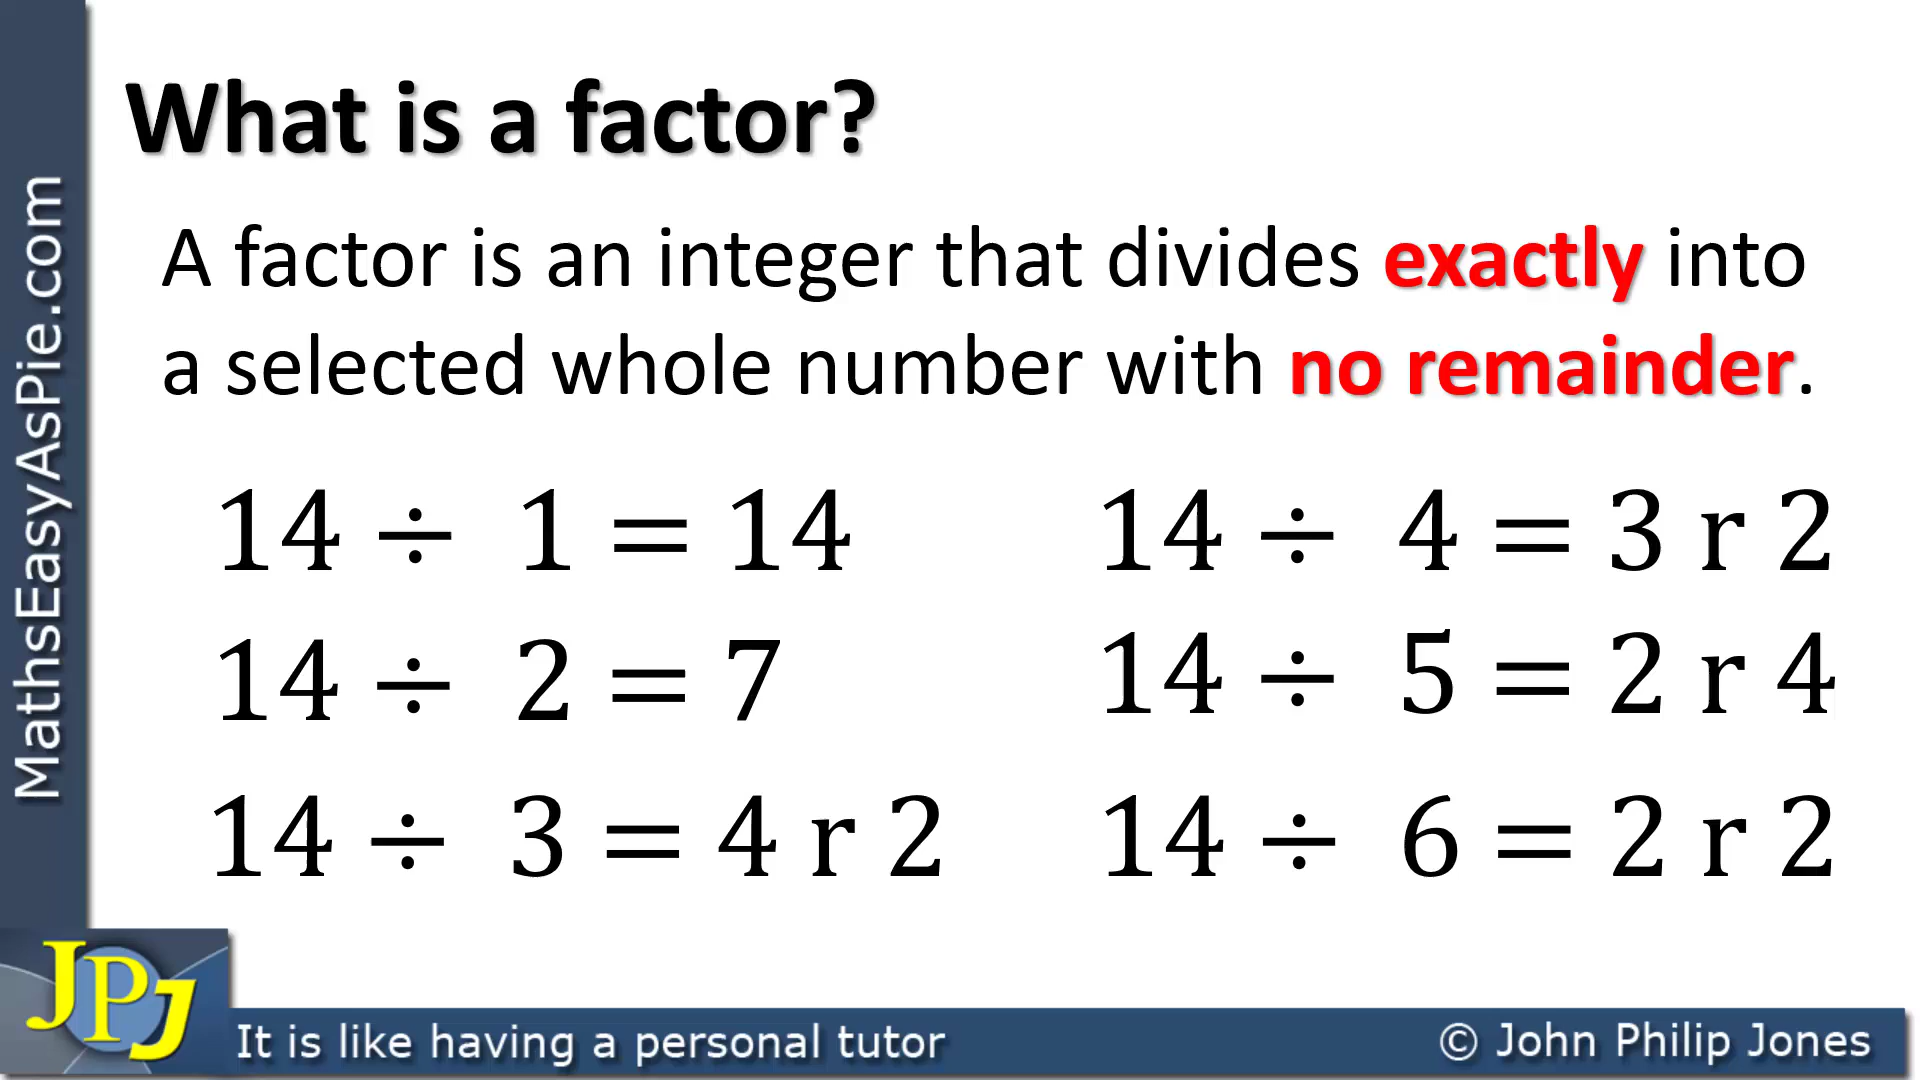 What is a factor?
A factor is an integer that divides exactly into
a selected whole number with no remainder.
14 ÷ 1 = 14
14 ÷ 2 = 7
14 ÷ 3 = 4 r 2
14 ÷ 4 = 3 r 2
14 ÷ 5 = 2 r 4
14 ÷ 6 = 2 r 2
MathsEasyAsPie.com
JPJ
It is like having a personal tutor
© John Philip Jones